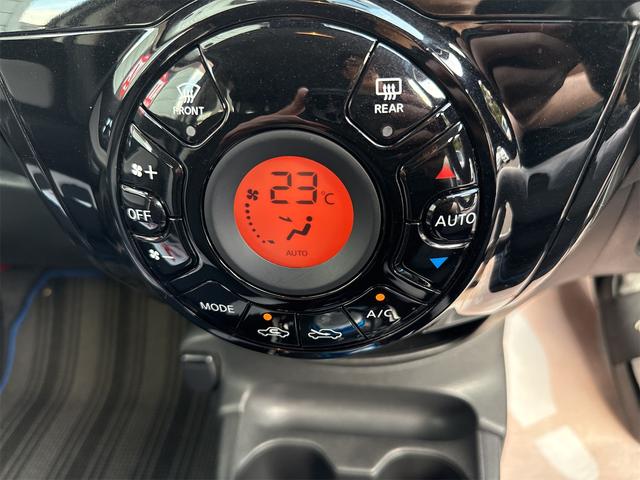 FRONT
REAR
+
OFF
23°C
AUTO
AUTO
MODE
A/C